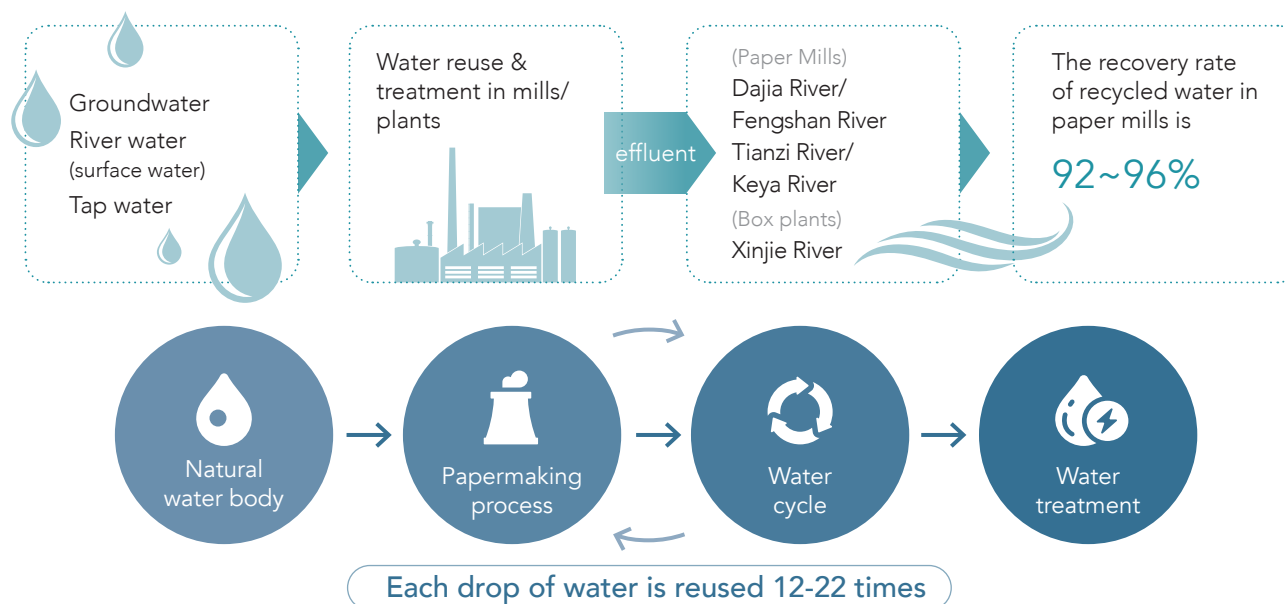 Groundwater
River water
(surface water)
Tap water
Water reuse &
treatment in mills/
plants
effluent
(Paper Mills)
Dajia River/
Fengshan River
Tianzi River/
Keya River
(Box plants)
Xinjie River
The recovery rate
of recycled water in
paper mills is
92~96%
Natural
water body
Papermaking
process
Water
cycle
Water
treatment
Each drop of water is reused 12-22 times